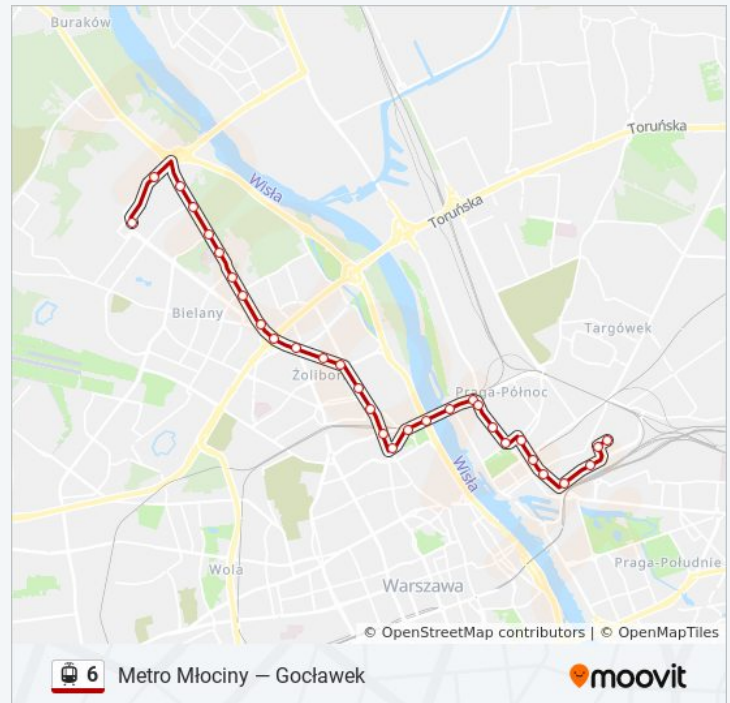 Buraków
Toruńska
Wisła
Toruńska
Bielany
Targówek
Żolibor
Praga-Północ
Wisła
Wola
Praga-Południe
Warszawa
© OpenStreetMap contributors | © OpenMapTiles
6 Metro Młociny — Gocławek
moovit